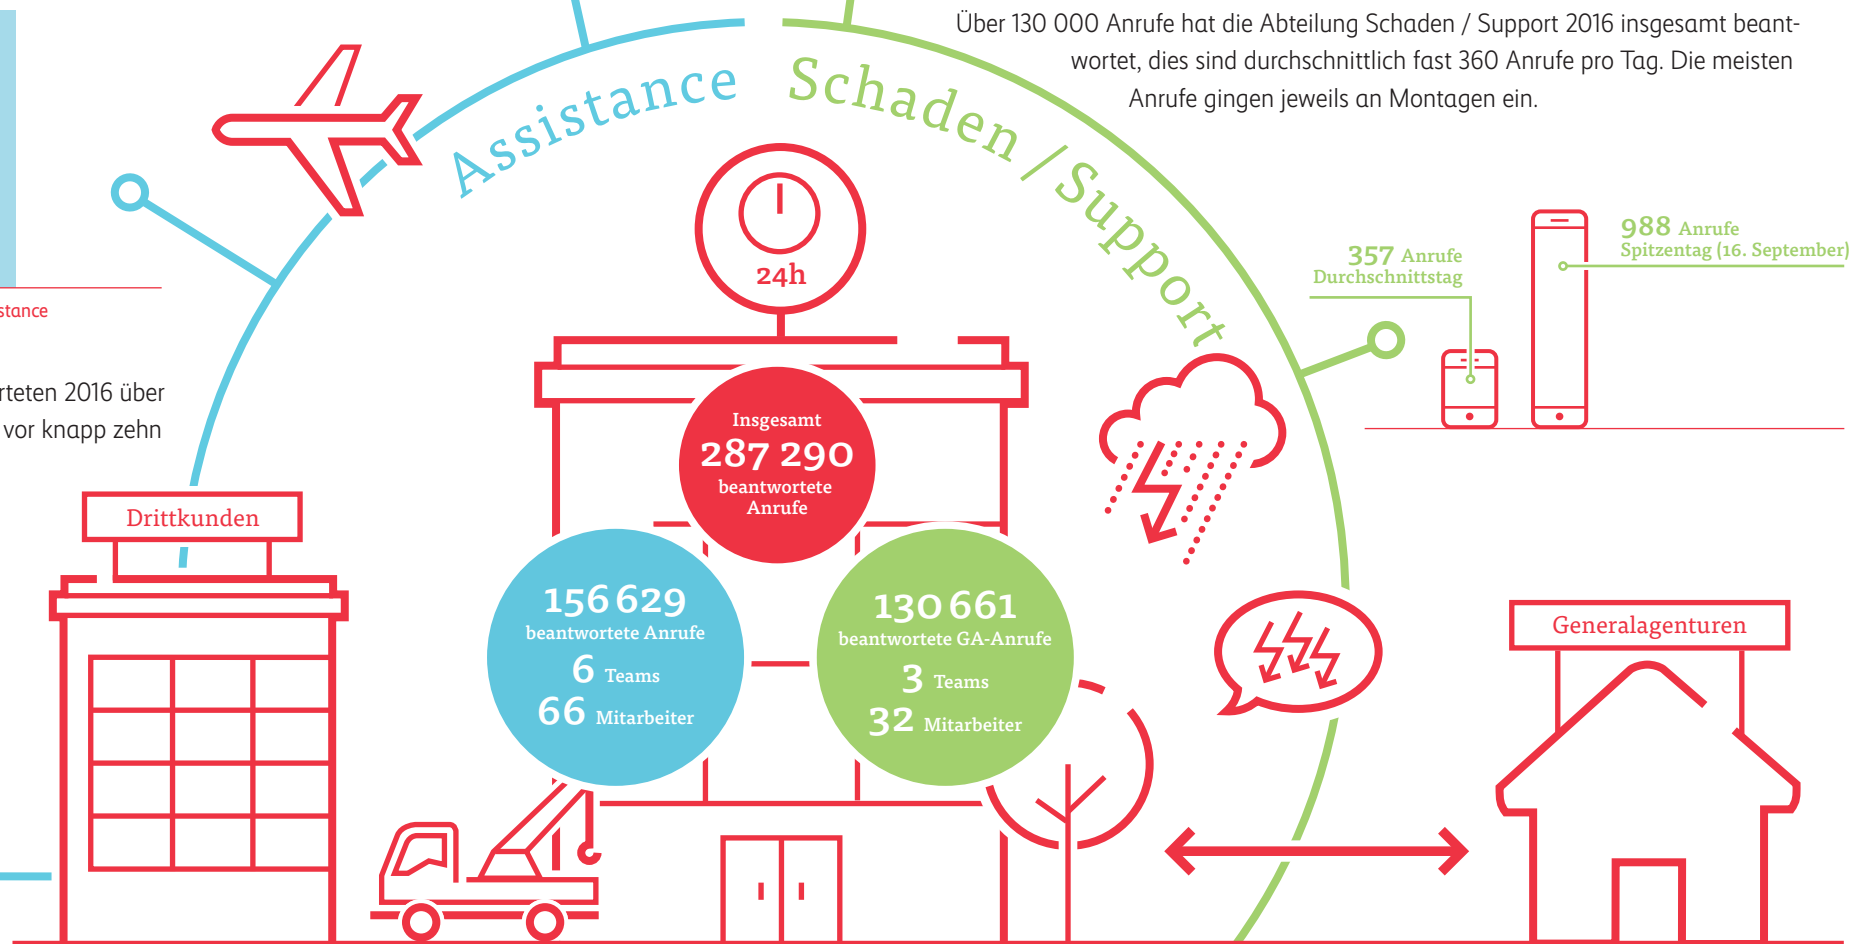 Über 130 000 Anrufe hat die Abteilung Schaden / Support 2016 insgesamt beant-
wortet, dies sind durchschnittlich fast 360 Anrufe pro Tag. Die meisten
Anrufe gingen jeweils an Montagen ein.
Assistance
Schaden / Support
24h
357 Anrufe
Durchschnittstag
988 Anrufe
Spitzentag (16. September)
2016 über
vor knapp zehn
Insgesamt
287 290
beantwortete
Anrufe
Drittkunden
156 629
beantwortete Anrufe
6 Teams
66 Mitarbeiter
130 661
beantwortete GA-Anrufe
3 Teams
32 Mitarbeiter
Generalagenturen